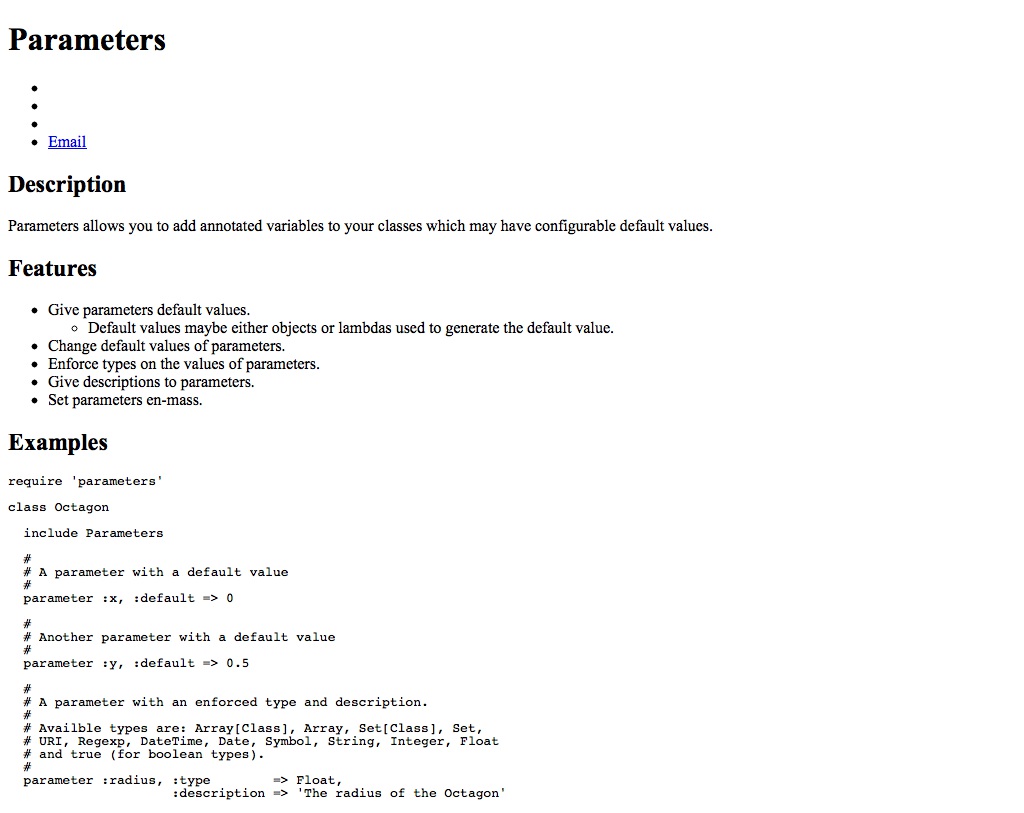 Parameters
Email
Description
Parameters allows you to add annotated variables to your classes which may have configurable default values.
Features
Give parameters default values.
Default values maybe either objects or lambdas used to generate the default value.
Change default values of parameters.
Enforce types on the values of parameters.
Give descriptions to parameters.
Set parameters en-mass.
Examples
require 'parameters'
class Octagon
include Parameters
#
# A parameter with a default value
#
parameter :x, :default => 0
#
# Another parameter with a default value
#
parameter :y, :default => 0.5
#
# A parameter with an enforced type and description.
#
# Availble types are: Array[Class], Array, Set[Class], Set,
# URI, Regexp, DateTime, Date, Symbol, String, Integer, Float
# and true (for boolean types).
#
parameter :radius, :type        => Float,
:description => 'The radius of the Octagon'